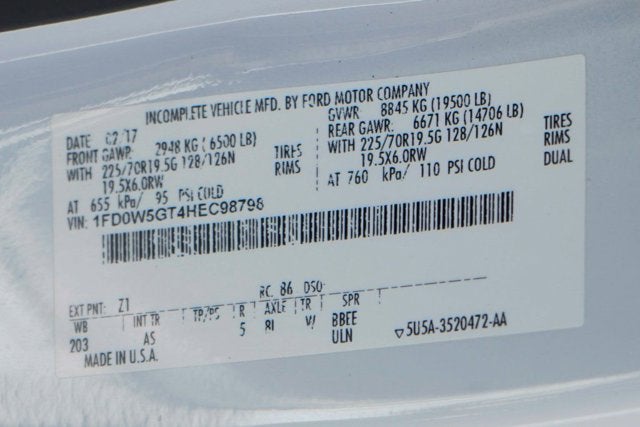 INCOMPLETE VEHICLE MFD. BY FORD MOTOR COMPANY
DATE 02/17 GVWR 8845 KG (19500 LB)
FRONT GAWR: 2948 KG (6500 LB) REAR GAWR: 6671 KG (14706 LB)
WITH 225/70R19.5G 128/126N TIRES WITH 225/70R19.5G 128/126N TIRES
19.5X6.0RW RIMS 19.5X6.0RW RIMS
AT 655 kPa/ 95 PSI COLD AT 760 kPa/ 110 PSI COLD DUAL
VIN: 1FD0W5GT4HEC98798
EXT PNT: Z1 RC: 86 DSO:
WB INT TR TP/PS R AXLE TR SPR
203 AS 5 8L BBEE
ULN 5U5A-3520472-AA
MADE IN U.S.A.